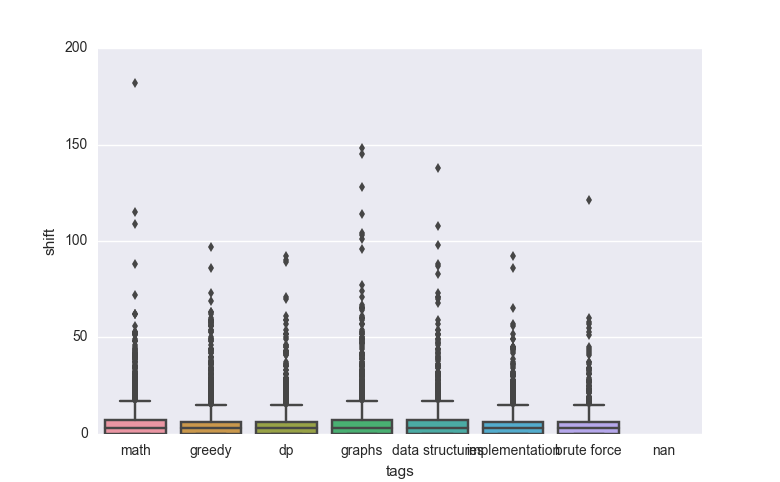 200
150
100
50
0
shift
math greedy dp graphs data structures implementation brute force nan
tags